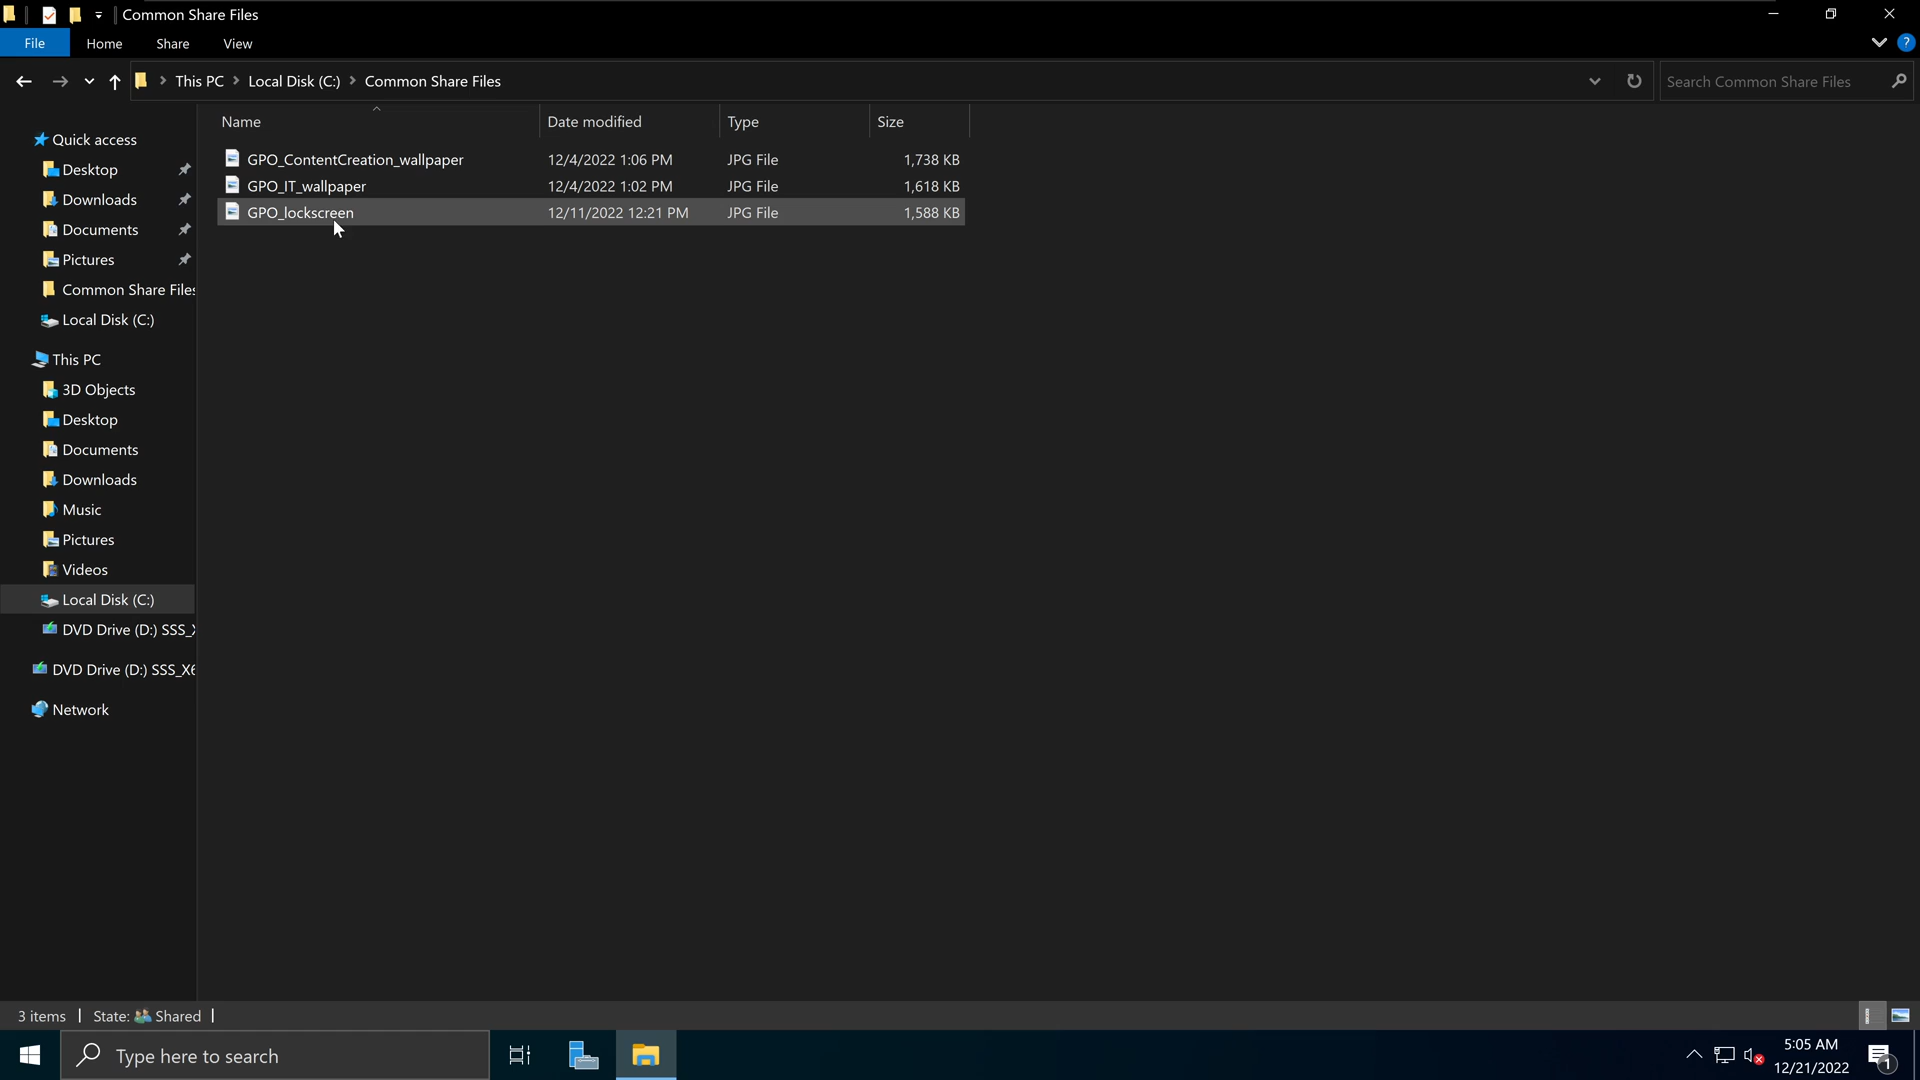 Common Share Files
File
Home
Share
View
?
This PC
Local Disk (C:)
Common Share Files
Search Common Share Files
Name
Date modified
Type
Size
GPO_ContentCreation_wallpaper 12/4/2022 1:06 PM JPG File 1,738 KB
GPO_IT_wallpaper 12/4/2022 1:02 PM JPG File 1,618 KB
GPO_lockscreen 12/11/2022 12:21 PM JPG File 1,588 KB
Quick access
Desktop
Downloads
Documents
Pictures
Common Share Files
Local Disk (C:)
This PC
3D Objects
Desktop
Documents
Downloads
Music
Pictures
Videos
Local Disk (C:)
DVD Drive (D:) SSS_X
DVD Drive (D:) SSS_X6
Network
3 items
State: Shared
Type here to search
5:05 AM
12/21/2022
1